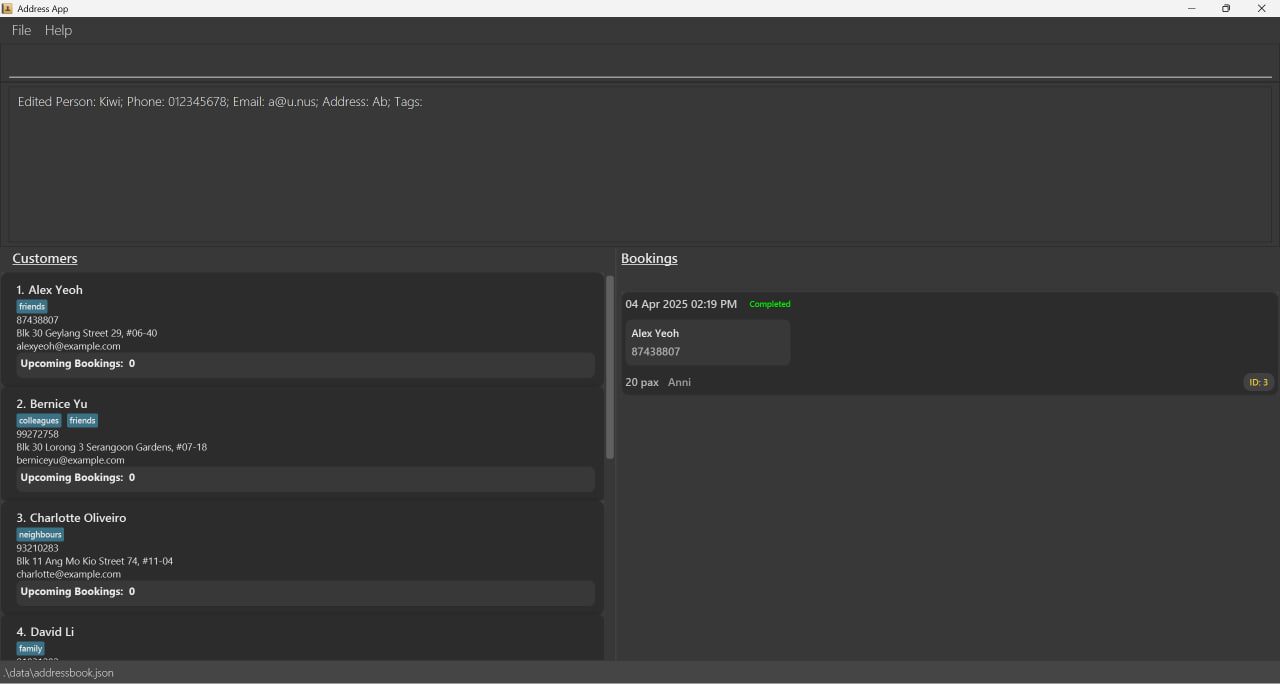 Address App
File Help
Edited Person: Kiwi; Phone: 012345678; Email: a@u.nus; Address: Ab; Tags:
Customers
1. Alex Yeoh
friends
87438807
Blk 30 Geylang Street 29, #06-40
alexyeoh@example.com
Upcoming Bookings: 0
2. Bernice Yu
colleagues friends
99272758
Blk 30 Lorong 3 Serangoon Gardens, #07-18
berniceyu@example.com
Upcoming Bookings: 0
3. Charlotte Oliveiro
neighbours
93210283
Blk 11 Ang Mo Kio Street 74, #11-04
charlotte@example.com
Upcoming Bookings: 0
4. David Li
family
Bookings
04 Apr 2025 02:19 PM Completed
Alex Yeoh
87438807
20 pax Anni
ID: 3
.\data\addressbook.json